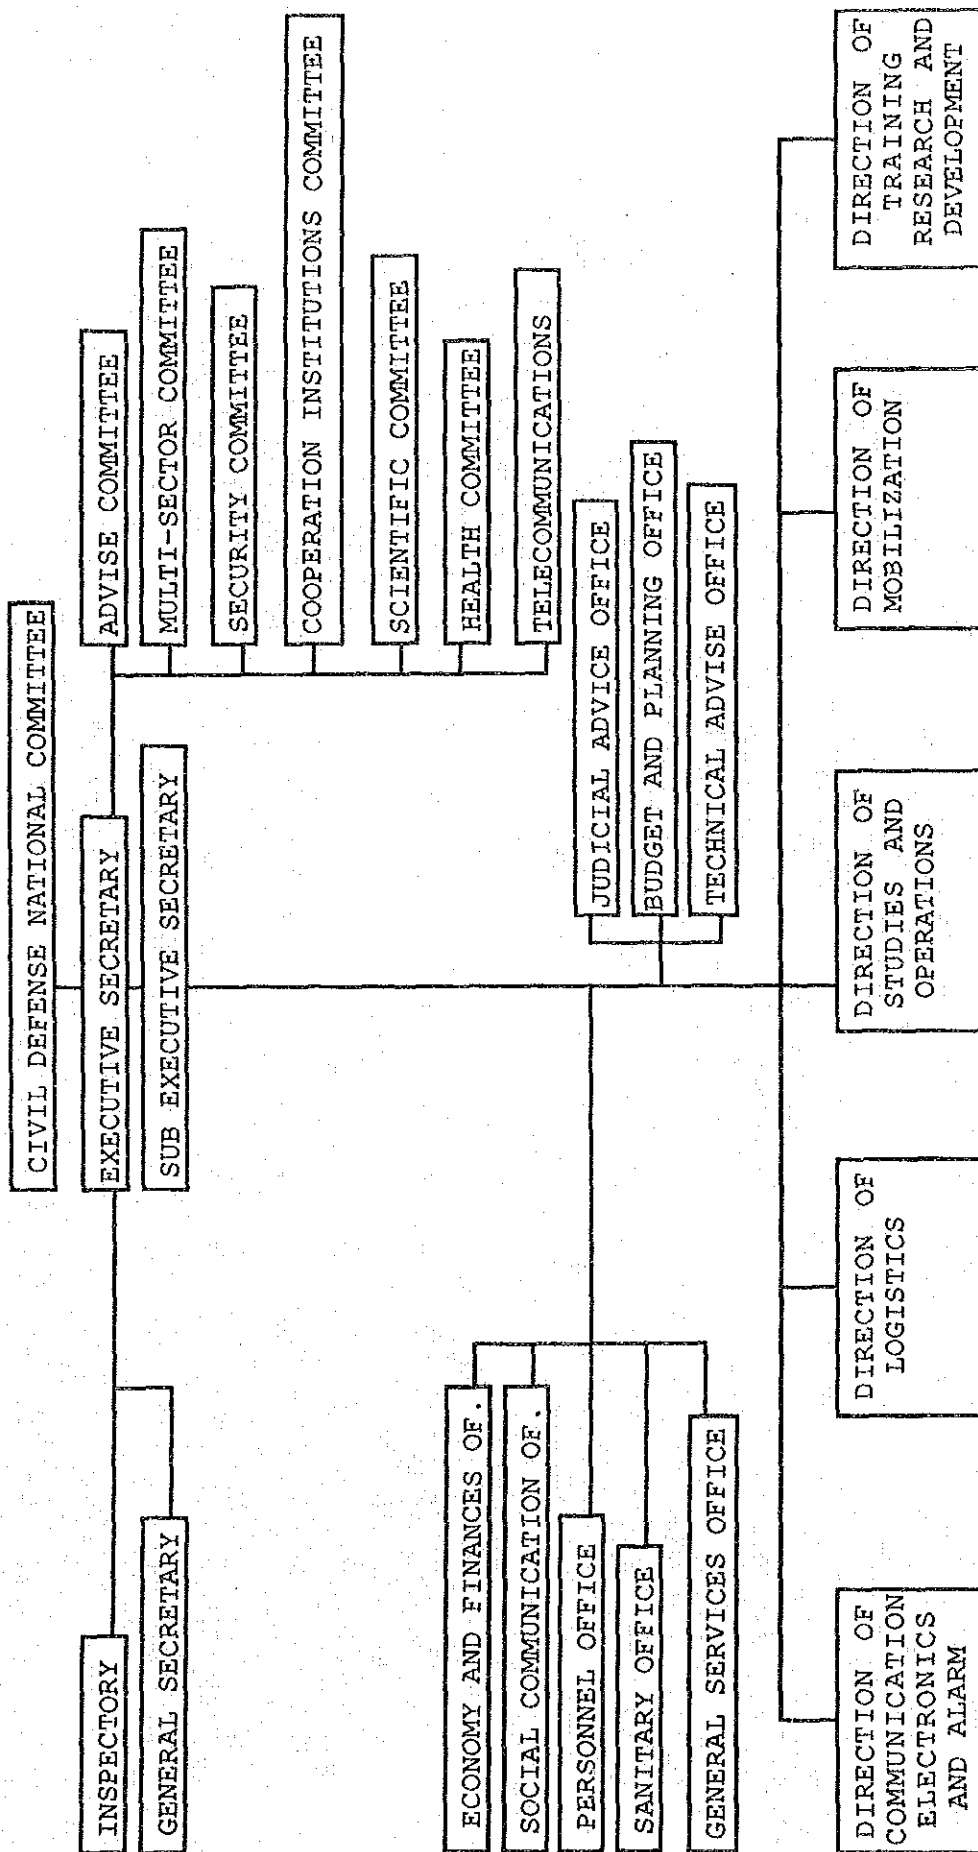 CIVIL DEFENSE NATIONAL COMMITTEE
INSPECTORY
EXECUTIVE SECRETARY
ADVISE COMMITTEE
GENERAL SECRETARY
SUB EXECUTIVE SECRETARY
MULTI-SECTOR COMMITTEE
SECURITY COMMITTEE
COOPERATION INSTITUTIONS COMMITTEE
SCIENTIFIC COMMITTEE
HEALTH COMMITTEE
TELECOMMUNICATIONS
ECONOMY AND FINANCES OF.
SOCIAL COMMUNICATION OF.
PERSONNEL OFFICE
SANITARY OFFICE
GENERAL SERVICES OFFICE
JUDICIAL ADVICE OFFICE
BUDGET AND PLANNING OFFICE
TECHNICAL ADVISE OFFICE
DIRECTION OF
COMMUNICATION
ELECTRONICS
AND ALARM
DIRECTION OF
LOGISTICS
DIRECTION OF
STUDIES AND
OPERATIONS
DIRECTION OF
MOBILIZATION
DIRECTION OF
TRAINING
RESEARCH AND
DEVELOPMENT